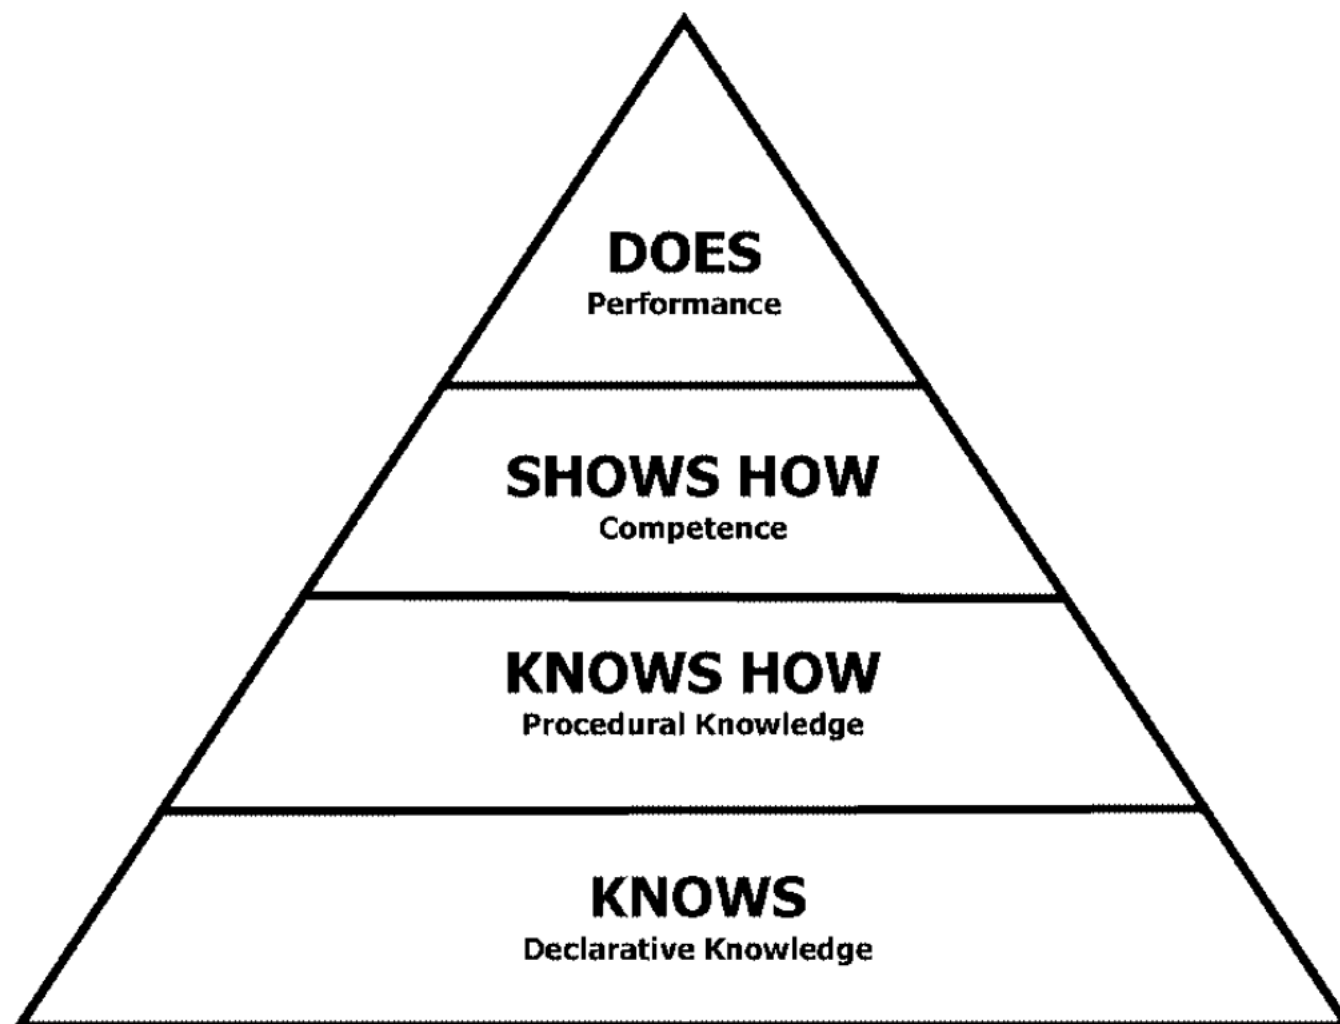 DOES
Performance
SHOWS HOW
Competence
KNOWS HOW
Procedural Knowledge
KNOWS
Declarative Knowledge